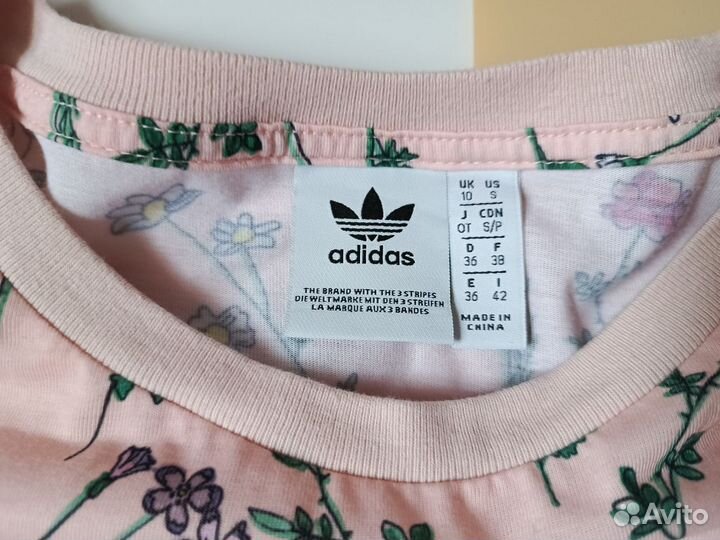 adidas
THE BRAND WITH THE 3 STRIPES
DIE WELTMARKE MIT DEN 3 STREIFEN
LA MARQUE AUX 3 BANDES
UK US
10 S
J CDN
OT S/P
D F
36 38
E I
36 42
MADE IN
CHINA
Avito